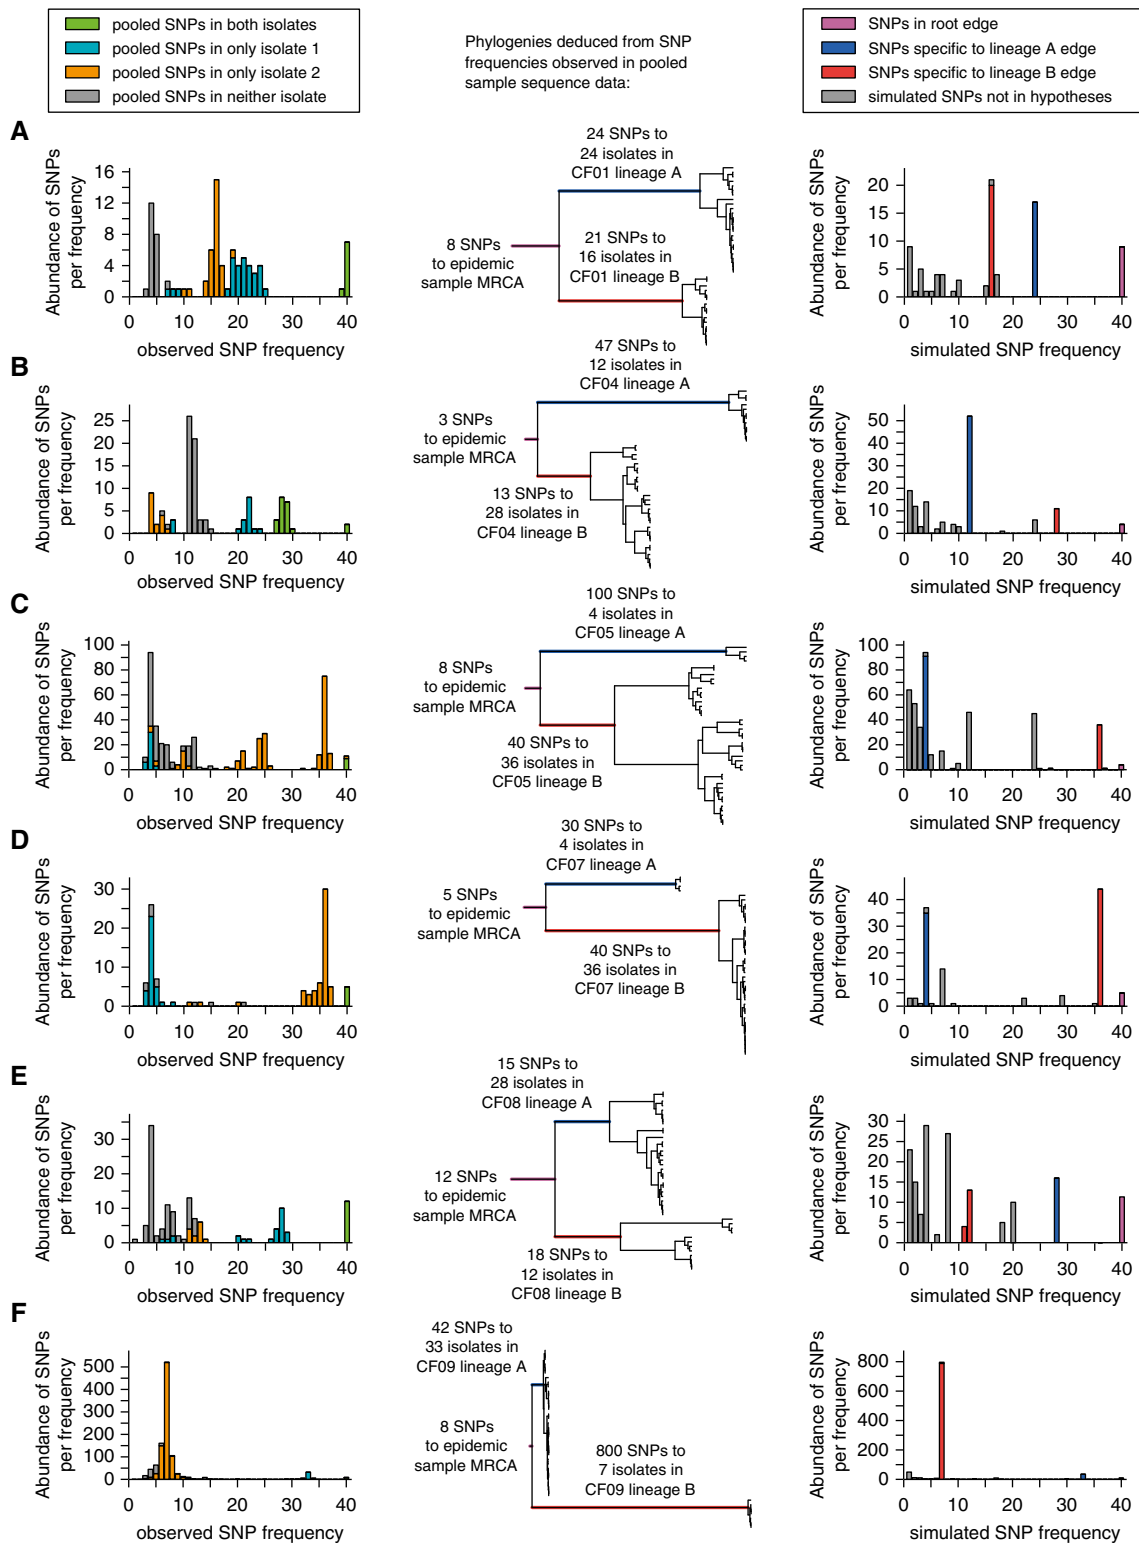 pooled SNPs in both isolates
pooled SNPs in only isolate 1
pooled SNPs in only isolate 2
pooled SNPs in neither isolate
Phylogenies deduced from SNP
frequencies observed in pooled
sample sequence data:
SNPs in root edge
SNPs specific to lineage A edge
SNPs specific to lineage B edge
simulated SNPs not in hypotheses
A
Abundance of SNPs
per frequency
16
12
8
4
0
0 10 20 30 40
observed SNP frequency
24 SNPs to
24 isolates in
CF01 lineage A
8 SNPs
to epidemic
sample MRCA
21 SNPs to
16 isolates in
CF01 lineage B
Abundance of SNPs
per frequency
20
15
10
5
0
0 10 20 30 40
simulated SNP frequency
B
Abundance of SNPs
per frequency
25
20
15
10
5
0
0 10 20 30 40
observed SNP frequency
47 SNPs to
12 isolates in
CF04 lineage A
3 SNPs
to epidemic
sample MRCA
13 SNPs to
28 isolates in
CF04 lineage B
Abundance of SNPs
per frequency
50
40
30
20
10
0
0 10 20 30 40
simulated SNP frequency
C
Abundance of SNPs
per frequency
100
80
60
40
20
0
0 10 20 30 40
observed SNP frequency
100 SNPs to
4 isolates in
CF05 lineage A
8 SNPs
to epidemic
sample MRCA
40 SNPs to
36 isolates in
CF05 lineage B
Abundance of SNPs
per frequency
100
80
60
40
20
0
0 10 20 30 40
simulated SNP frequency
D
Abundance of SNPs
per frequency
30
20
10
0
0 10 20 30 40
observed SNP frequency
30 SNPs to
4 isolates in
CF07 lineage A
5 SNPs
to epidemic
sample MRCA
40 SNPs to
36 isolates in
CF07 lineage B
Abundance of SNPs
per frequency
40
30
20
10
0
0 10 20 30 40
simulated SNP frequency
E
Abundance of SNPs
per frequency
30
20
10
0
0 10 20 30 40
observed SNP frequency
15 SNPs to
28 isolates in
CF08 lineage A
12 SNPs
to epidemic
sample MRCA
18 SNPs to
12 isolates in
CF08 lineage B
Abundance of SNPs
per frequency
30
25
20
15
10
5
0
0 10 20 30 40
simulated SNP frequency
F
Abundance of SNPs
per frequency
500
400
300
200
100
0
0 10 20 30 40
observed SNP frequency
42 SNPs to
33 isolates in
CF09 lineage A
8 SNPs
to epidemic
sample MRCA
800 SNPs to
7 isolates in
CF09 lineage B
Abundance of SNPs
per frequency
800
600
400
200
0
0 10 20 30 40
simulated SNP frequency